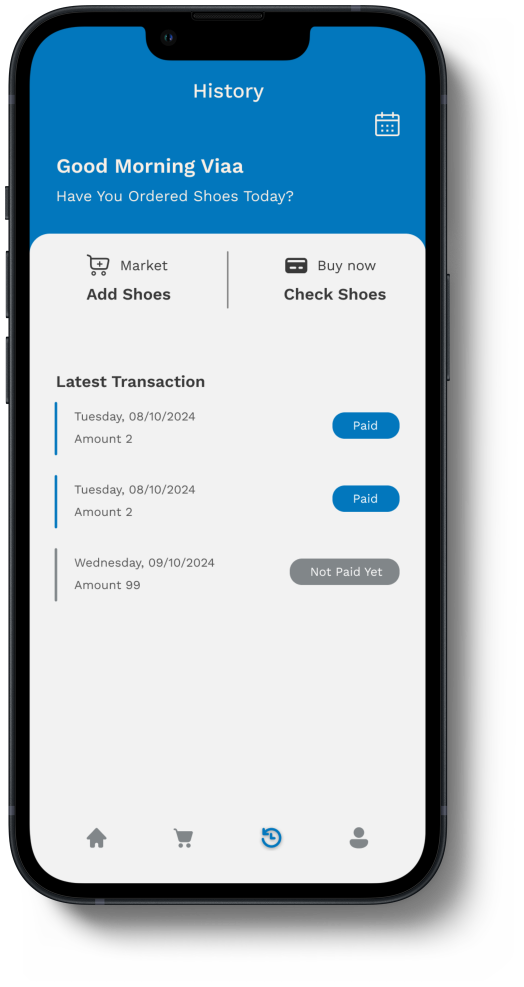 History
Good Morning Viaa
Have You Ordered Shoes Today?
Market
Add Shoes
Buy now
Check Shoes
Latest Transaction
Tuesday, 08/10/2024
Amount 2
Paid
Tuesday, 08/10/2024
Amount 2
Paid
Wednesday, 09/10/2024
Amount 99
Not Paid Yet